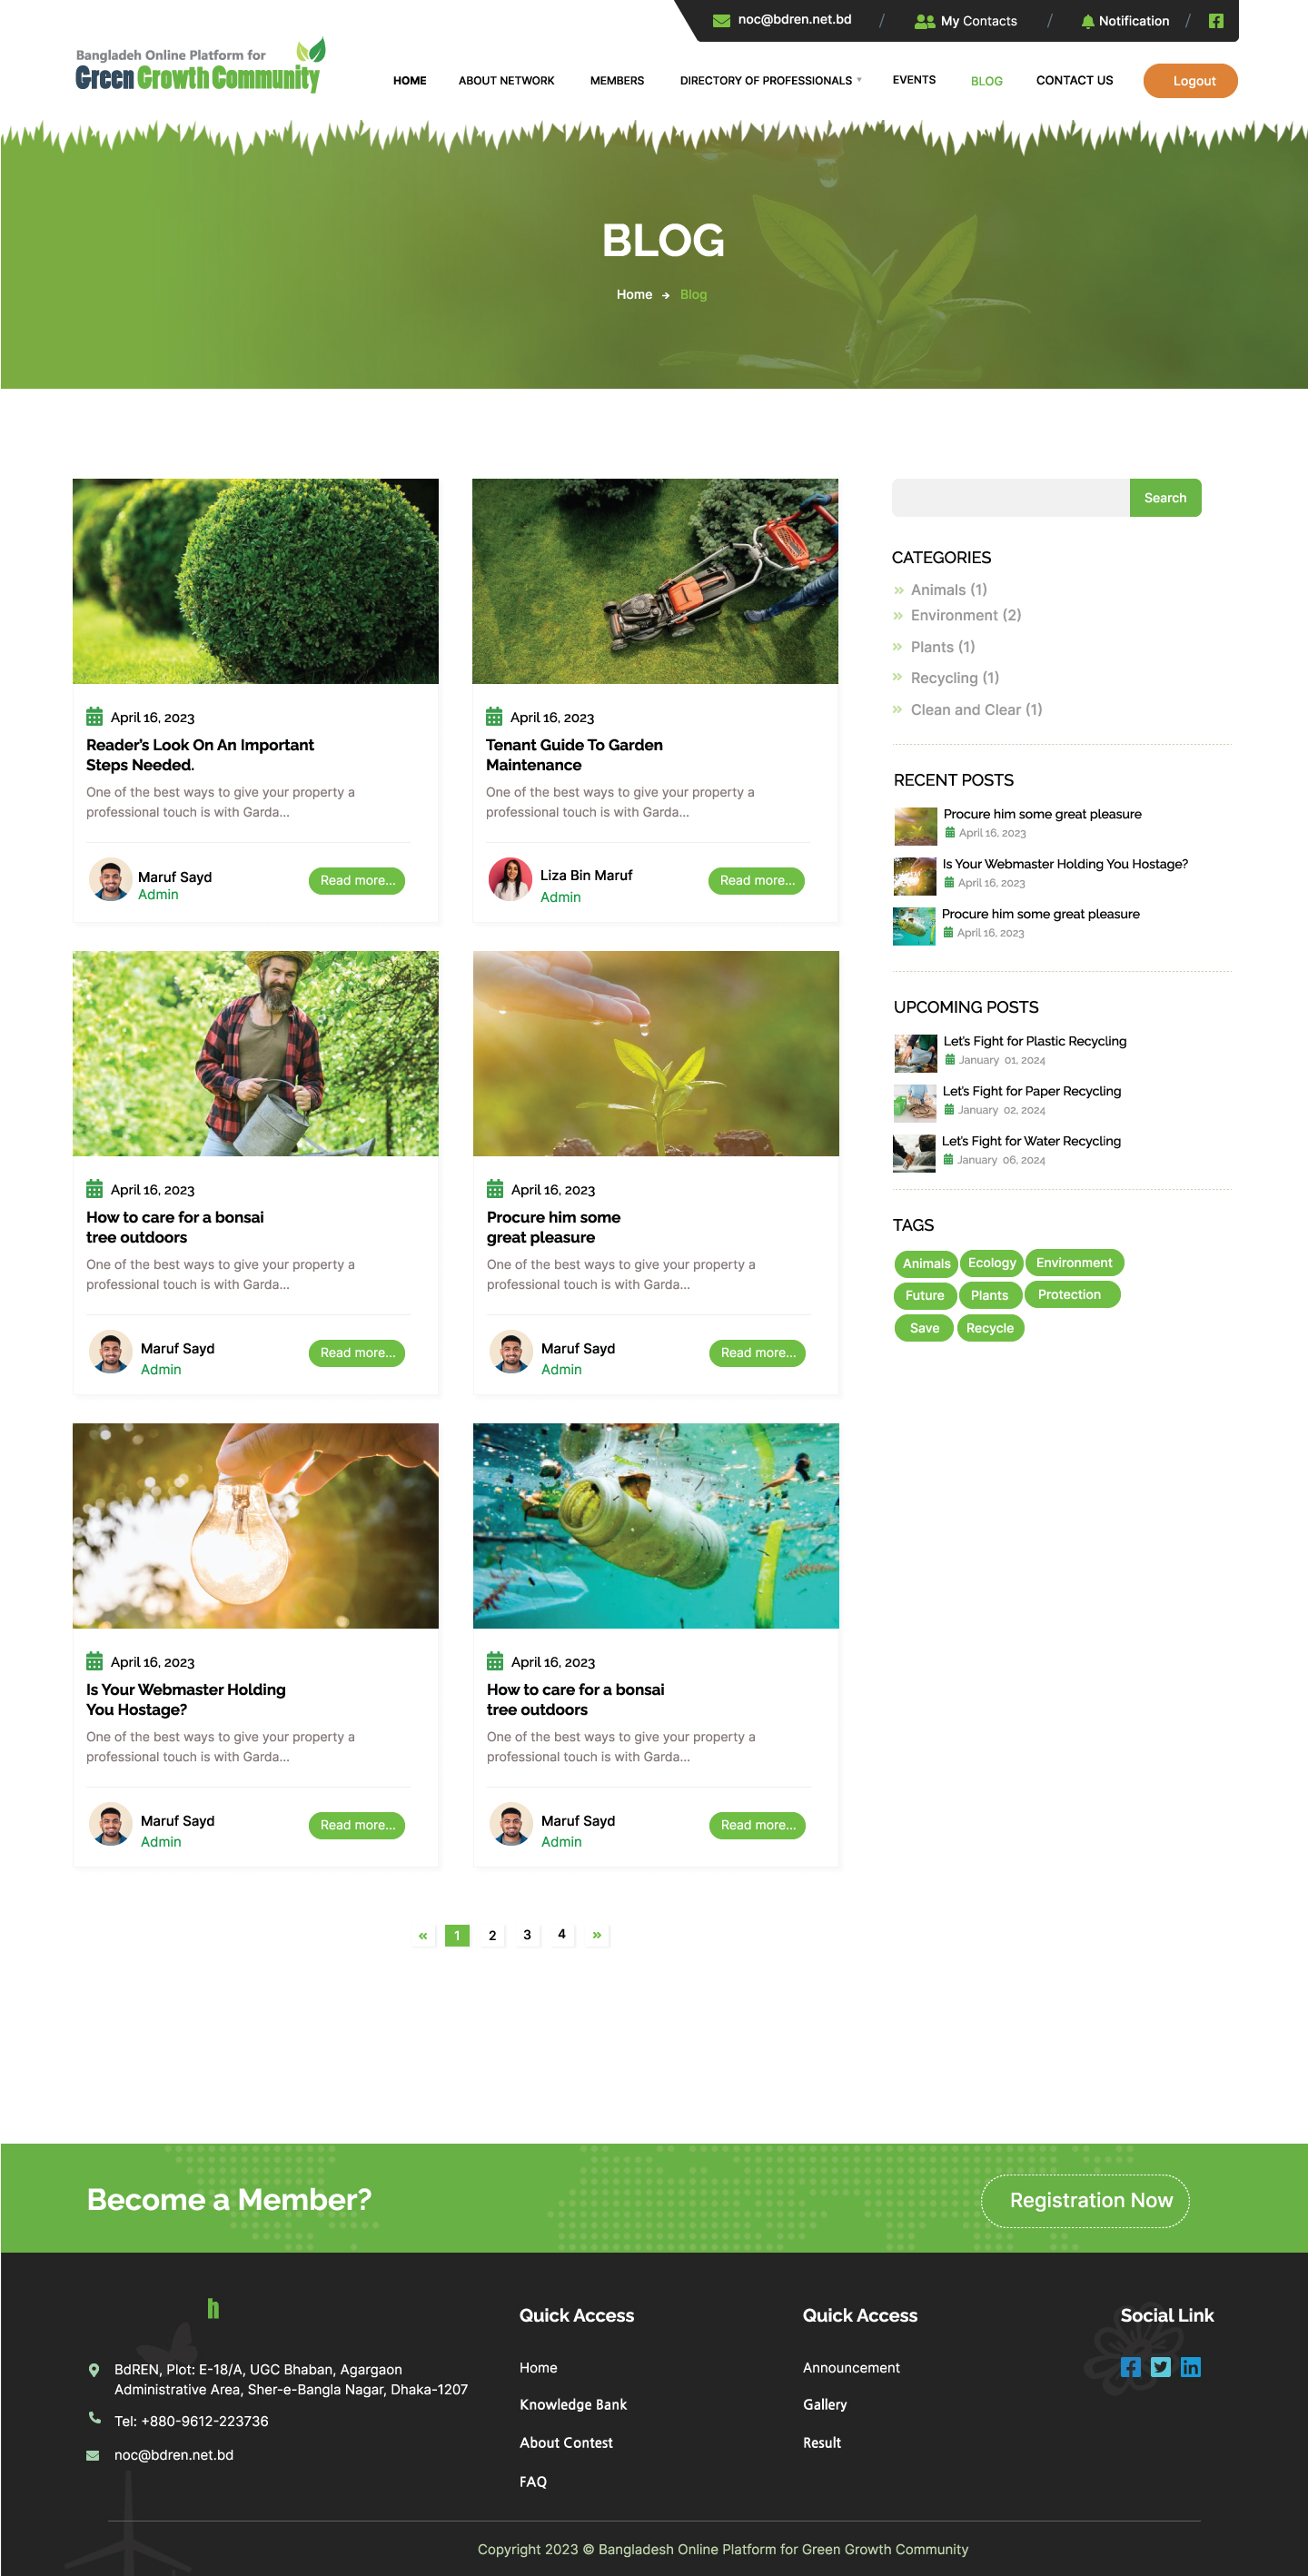 noc@bdren.net.bd / My Contacts / Notification /
Bangladeh Online Platform for
Green Growth Community
HOME ABOUT NETWORK MEMBERS DIRECTORY OF PROFESSIONALS EVENTS BLOG CONTACT US Logout
BLOG
Home Blog
Search
April 16, 2023
Reader's Look On An Important
Steps Needed.
One of the best ways to give your property a
professional touch is with Garda...
Maruf Sayd
Admin
Read more...
April 16, 2023
Tenant Guide To Garden
Maintenance
One of the best ways to give your property a
professional touch is with Garda...
Liza Bin Maruf
Admin
Read more...
April 16, 2023
How to care for a bonsai
tree outdoors
One of the best ways to give your property a
professional touch is with Garda...
Maruf Sayd
Admin
Read more...
April 16, 2023
Procure him some
great pleasure
One of the best ways to give your property a
professional touch is with Garda...
Maruf Sayd
Admin
Read more...
April 16, 2023
Is Your Webmaster Holding
You Hostage?
One of the best ways to give your property a
professional touch is with Garda...
Maruf Sayd
Admin
Read more...
April 16, 2023
How to care for a bonsai
tree outdoors
One of the best ways to give your property a
professional touch is with Garda...
Maruf Sayd
Admin
Read more...
« 1 2 3 4 »
CATEGORIES
» Animals (1)
» Environment (2)
» Plants (1)
» Recycling (1)
» Clean and Clear (1)
RECENT POSTS
Procure him some great pleasure
April 16, 2023
Is Your Webmaster Holding You Hostage?
April 16, 2023
Procure him some great pleasure
April 16, 2023
UPCOMING POSTS
Let's Fight for Plastic Recycling
January 01, 2024
Let's Fight for Paper Recycling
January 02, 2024
Let's Fight for Water Recycling
January 06, 2024
TAGS
Animals Ecology Environment
Future Plants Protection
Save Recycle
Become a Member?
Registration Now
h
BdREN, Plot: E-18/A, UGC Bhaban, Agargaon
Administrative Area, Sher-e-Bangla Nagar, Dhaka-1207
Tel: +880-9612-223736
noc@bdren.net.bd
Quick Access
Home
Knowledge Bank
About Contest
FAQ
Quick Access
Announcement
Gallery
Result
Social Link
Copyright 2023 © Bangladesh Online Platform for Green Growth Community